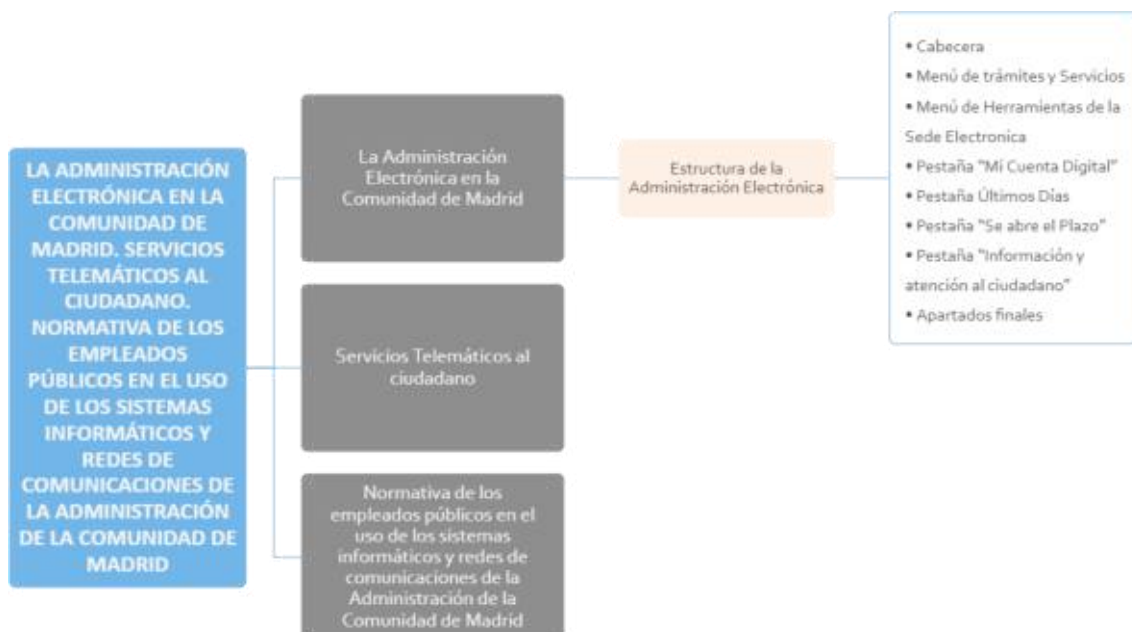 LA ADMINISTRACIÓN
ELECTRÓNICA EN LA
COMUNIDAD DE
MADRID. SERVICIOS
TELEMÁTICOS AL
CIUDADANO.
NORMATIVA DE LOS
EMPLEADOS
PÚBLICOS EN EL USO
DE LOS SISTEMAS
INFORMÁTICOS Y
REDES DE
COMUNICACIONES DE
LA ADMINISTRACIÓN
DE LA COMUNIDAD DE
MADRID
La Administración
Electrónica en la
Comunidad de Madrid
Estructura de la
Administración Electrónica
• Cabecera
• Menú de trámites y Servicios
• Menú de Herramientas de la
Sede Electronica
• Pestaña "Mi Cuenta Digital"
• Pestaña Últimos Días
• Pestaña "Se abre el Plazo"
• Pestaña "Información y
atención al ciudadano"
• Apartados finales
Servicios Telemáticos al
ciudadano
Normativa de los
empleados públicos en el
uso de los sistemas
informáticos y redes de
comunicaciones de la
Administración de la
Comunidad de Madrid